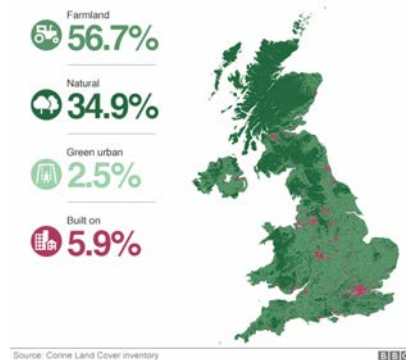 Farmland
56.7%
Natural
34.9%
Green urban
2.5%
Built on
5.9%
Source: Corine Land Cover inventory
BBC